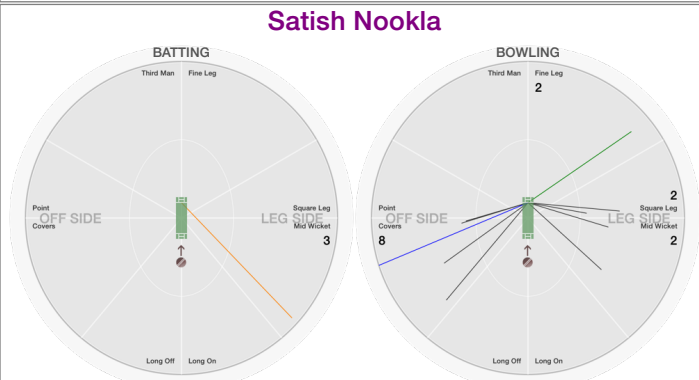 Satish Nookla
BATTING
Third Man Fine Leg
Point
OFF SIDE
Covers
Square Leg
LEG SIDE
Mid Wicket
3
Long Off Long On
BOWLING
Third Man Fine Leg
2
Point
OFF SIDE
Covers
8
2
Square Leg
LEG SIDE
Mid Wicket
2
Long Off Long On